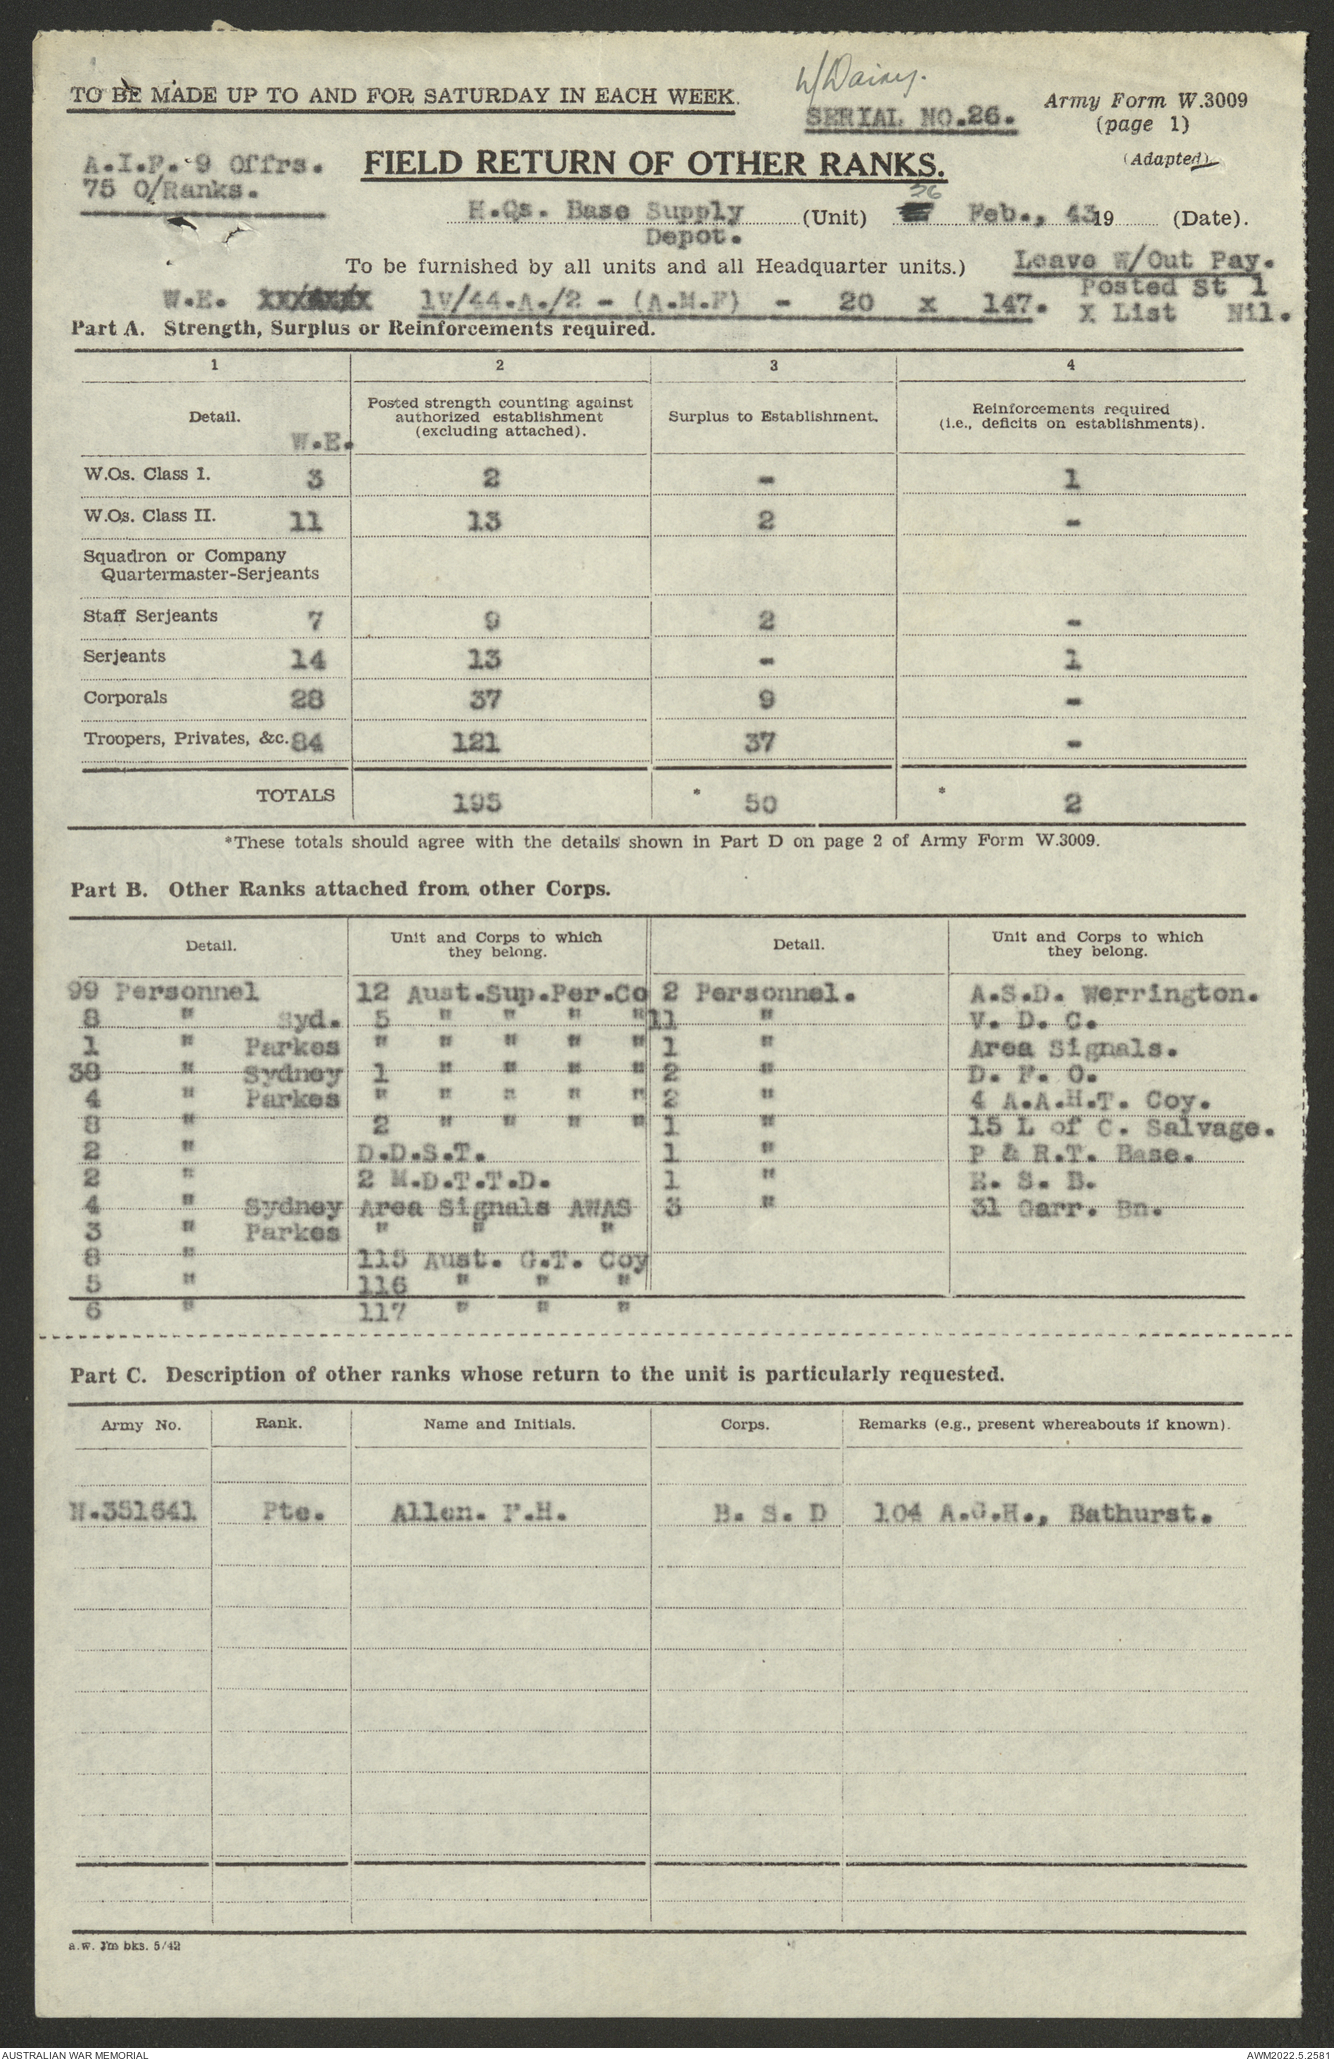 W/Dairy.
TO BE MADE UP TO AND FOR SATURDAY IN EACH WEEK.
SERIAL NO.26.
Army Form W.3009
(page 1)
(Adapted)
A.I.F. 9 Offrs.
75 O/Ranks.
FIELD RETURN OF OTHER RANKS.
26
H.Qs. Base Supply Depot. (Unit) Feb., 43 19 (Date).
To be furnished by all units and all Headquarter units.)
Leave W/Out Pay.
Posted St 1
X List Nil.
W.E. 1V/44.A./2 - (A.M.F) - 20 x 147.
Part A. Strength, Surplus or Reinforcements required.
1 2 3 4
Detail. W.E. Posted strength counting against authorized establishment (excluding attached). Surplus to Establishment. Reinforcements required (i.e., deficits on establishments).
W.Os. Class I. 3 2 - 1
W.Os. Class II. 11 13 2 -
Squadron or Company
Quartermaster-Serjeants
Staff Serjeants 7 9 2 -
Serjeants 14 13 - 1
Corporals 28 37 9 -
Troopers, Privates, &c. 84 121 37 -
TOTALS 195 * 50 * 2
*These totals should agree with the details shown in Part D on page 2 of Army Form W.3009.
Part B. Other Ranks attached from other Corps.
Detail. Unit and Corps to which they belong. Detail. Unit and Corps to which they belong.
99 Personnel 12 Aust.Sup.Per.Co 2 Personnel. A.S.D. Werrington.
8 " Syd. 5 " " " " 11 " V. D. C.
1 " Parkes " " " " " 1 " Area Signals.
38 " Sydney 1 " " " " 2 " D. F. O.
4 " Parkes " " " " " 2 " 4 A.A.H.T. Coy.
8 " 2 " " " " 1 " 15 L of C. Salvage.
2 " D.D.S.T. 1 " P & R.T. Base.
2 " 2 M.D.T.T.D. 1 " E. S. B.
4 " Sydney Area Signals AWAS 3 " 31 Garr. Bn.
3 " Parkes " " "
8 " 115 Aust. G.T. Coy
5 " 116 " " "
6 " 117 " " "
Part C. Description of other ranks whose return to the unit is particularly requested.
Army No. Rank. Name and Initials. Corps. Remarks (e.g., present whereabouts if known).
N.351641 Pte. Allen. F.H. B. S. D 104 A.G.H., Bathurst.
a.w. 1m bks. 5/42
AUSTRALIAN WAR MEMORIAL AWM2022.5.2581